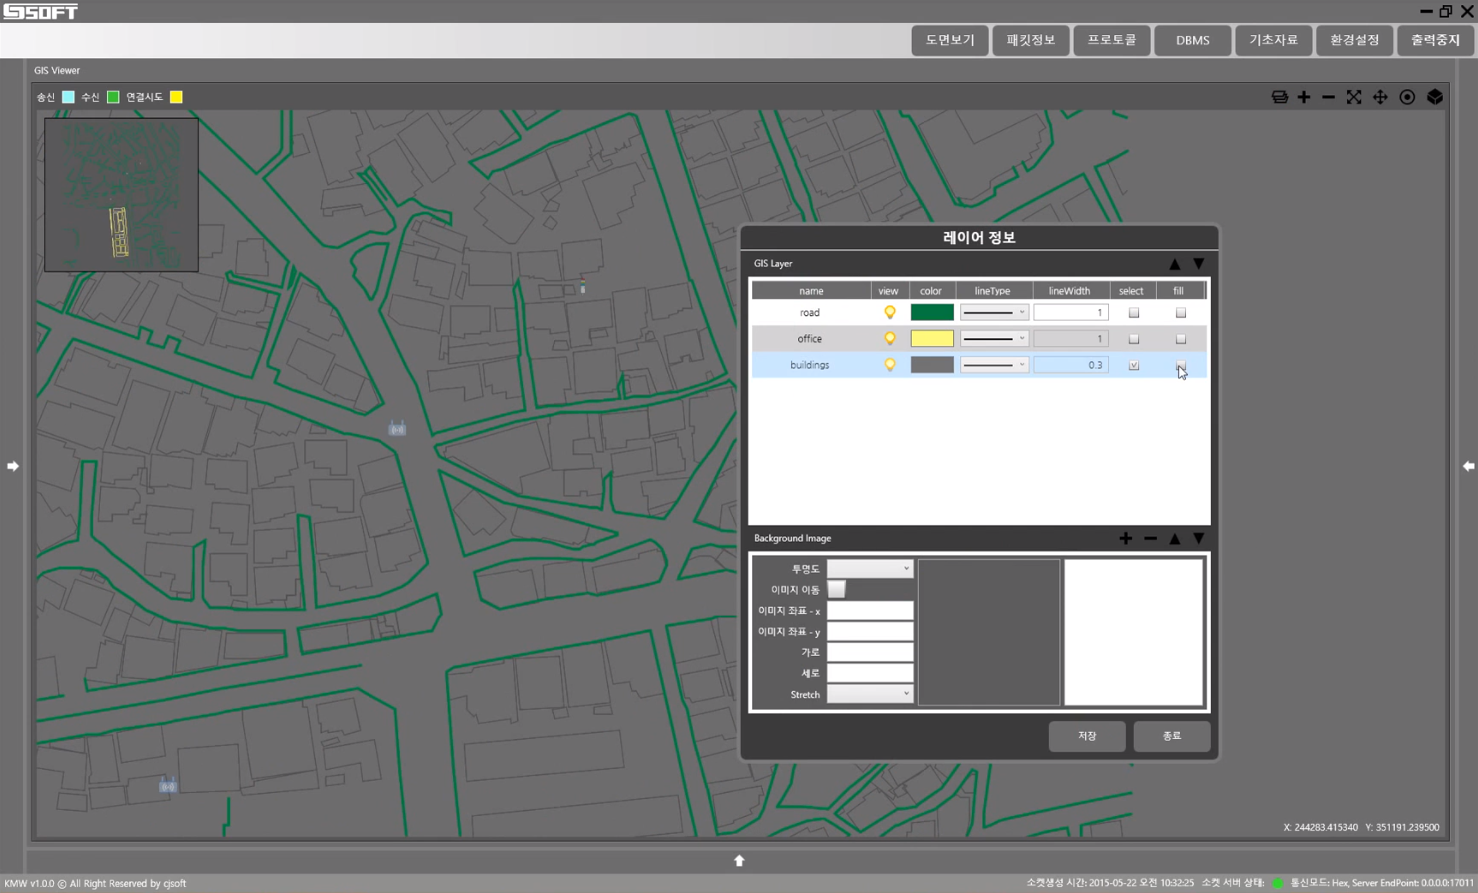 SSOFT
도면보기 패킷정보 프로토콜 DBMS 기초자료 환경설정 출력중지
GIS Viewer
송신 수신 연결시도
레이어 정보
GIS Layer
name view color lineType lineWidth select fill
road 1
office 1
buildings 0.3
Background Image
투명도
이미지 이동
이미지 좌표 - x
이미지 좌표 - y
가로
세로
Stretch
저장 종료
X: 244283.415340 Y: 351191.239500
KMW v1.0.0 © All Right Reserved by cjsoft
소켓생성 시간: 2015-05-22 오전 10:32:25 소켓 서버 상태: 통신모드: Hex, Server EndPoint: 0.0.0.0:17011